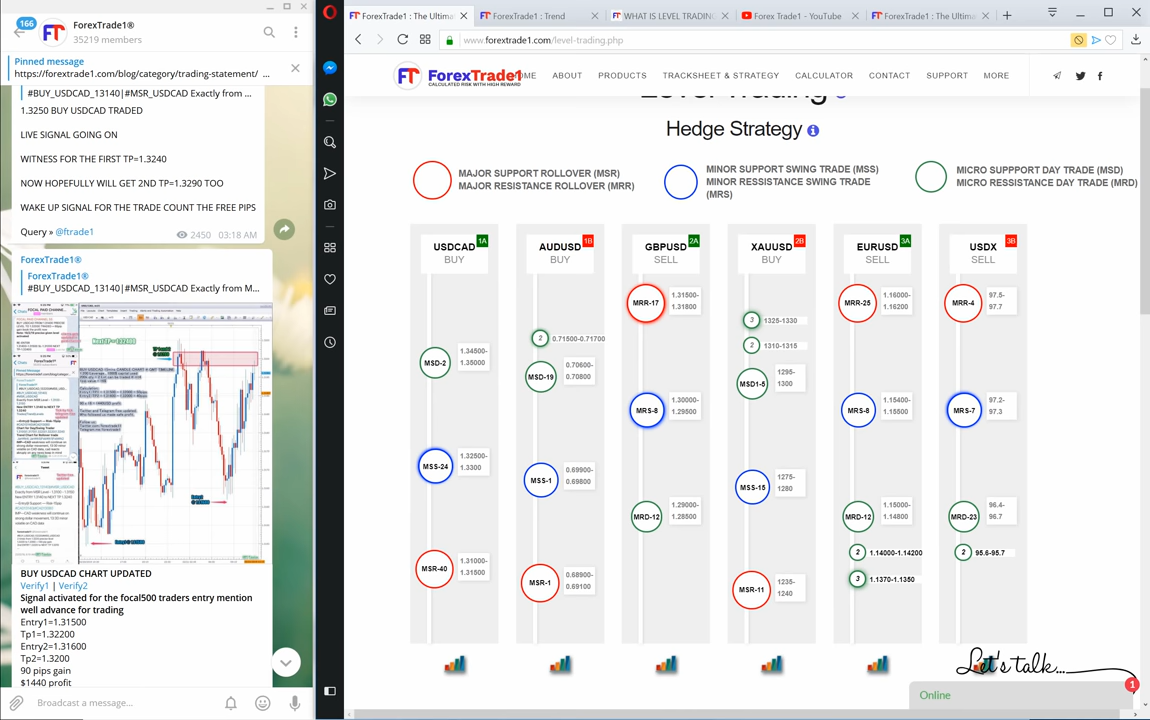 166
FT
ForexTrade1®
35219 members
Pinned message
https://forextrade1.com/blog/category/trading-statement/ ...
#BUY_USDCAD_13140|#MSR_USDCAD Exactly from ...
1.3250 BUY USDCAD TRADED
LIVE SIGNAL GOING ON
WITNESS FOR THE FIRST TP=1.3240
NOW HOPEFULLY WILL GET 2ND TP=1.3290 TOO
WAKE UP SIGNAL FOR THE TRADE COUNT THE FREE PIPS
Query » @ftrade1
2450 03:18 AM
ForexTrade1®
ForexTrade1®
#BUY_USDCAD_13140|#MSR_USDCAD Exactly from M...
BUY USDCAD CHART UPDATED
Verify1 | Verify2
Signal activated for the focal500 traders entry mention
well advance for trading
Entry1=1.31500
Tp1=1.32200
Entry2=1.31600
Tp2=1.3200
90 pips gain
$1440 profit
Broadcast a message...
ForexTrade1 : The Ultima
ForexTrade1 : Trend
WHAT IS LEVEL TRADIN
Forex Trade1 - YouTube
ForexTrade1 : The Ultima
www.forextrade1.com/level-trading.php
FT ForexTrade1
CALCULATED RISK WITH HIGH REWARD
OME ABOUT PRODUCTS TRACKSHEET & STRATEGY CALCULATOR CONTACT SUPPORT MORE
Level Trading
Hedge Strategy
MAJOR SUPPORT ROLLOVER (MSR)
MAJOR RESISTANCE ROLLOVER (MRR)
MINOR SUPPORT SWING TRADE (MSS)
MINOR RESSISTANCE SWING TRADE
(MRS)
MICRO SUPPPORT DAY TRADE (MSD)
MICRO RESSISTANCE DAY TRADE (MRD)
USDCAD 1A
BUY
MSD-2
1.34500-
1.35000
MSS-24
1.32500-
1.3300
MSR-40
1.31000-
1.31500
AUDUSD 1B
BUY
2 0.71500-0.71700
MSD-19
0.70600-
0.70800
MSS-1
0.69900-
0.69800
MSR-1
0.68900-
0.69100
GBPUSD 2A
SELL
MRR-17
1.31500-
1.31800
MRS-8
1.30000-
1.29500
MRD-12
1.29000-
1.28500
XAUUSD 2B
BUY
3 1325-1330
2 1310-1315
MSD1-5
1295-
1300
MSS-15
1275-
1280
MSR-11
1235-
1240
EURUSD 3A
SELL
MRR-25
1.16000-
1.16200
MRS-8
1.15400-
1.15500
MRD-12
1.15000-
1.14800
2 1.14000-1.14200
3 1.1370-1.1350
USDX 3B
SELL
MRR-4
97.5-
97.7
MRS-7
97.2-
97.3
MRD-23
96.4-
96.7
2 95.6-95.7
Let's talk...
Online
1